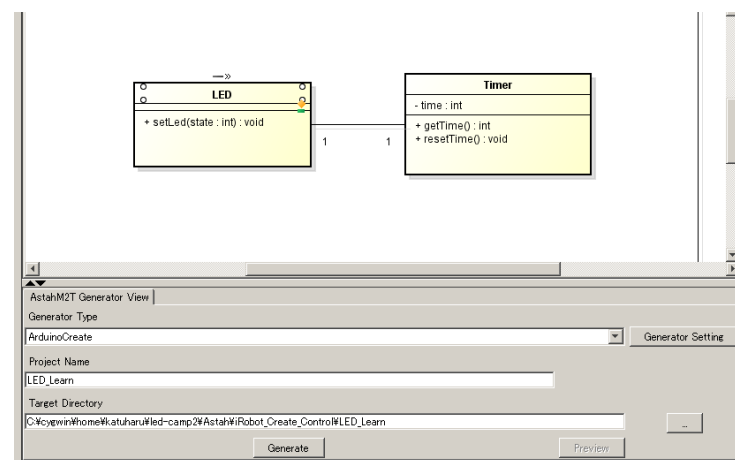 —»
LED
+ setLed(state : int) : void
1
1
Timer
- time : int
+ getTime() : int
+ resetTime() : void
AstahM2T Generator View
Generator Type
ArduinoCreate
Generator Setting
Project Name
LED_Learn
Target Directory
C:¥cygwin¥home¥katuharu¥led-camp2¥Astah¥iRobot_Create_Control¥LED_Learn
...
Generate
Preview